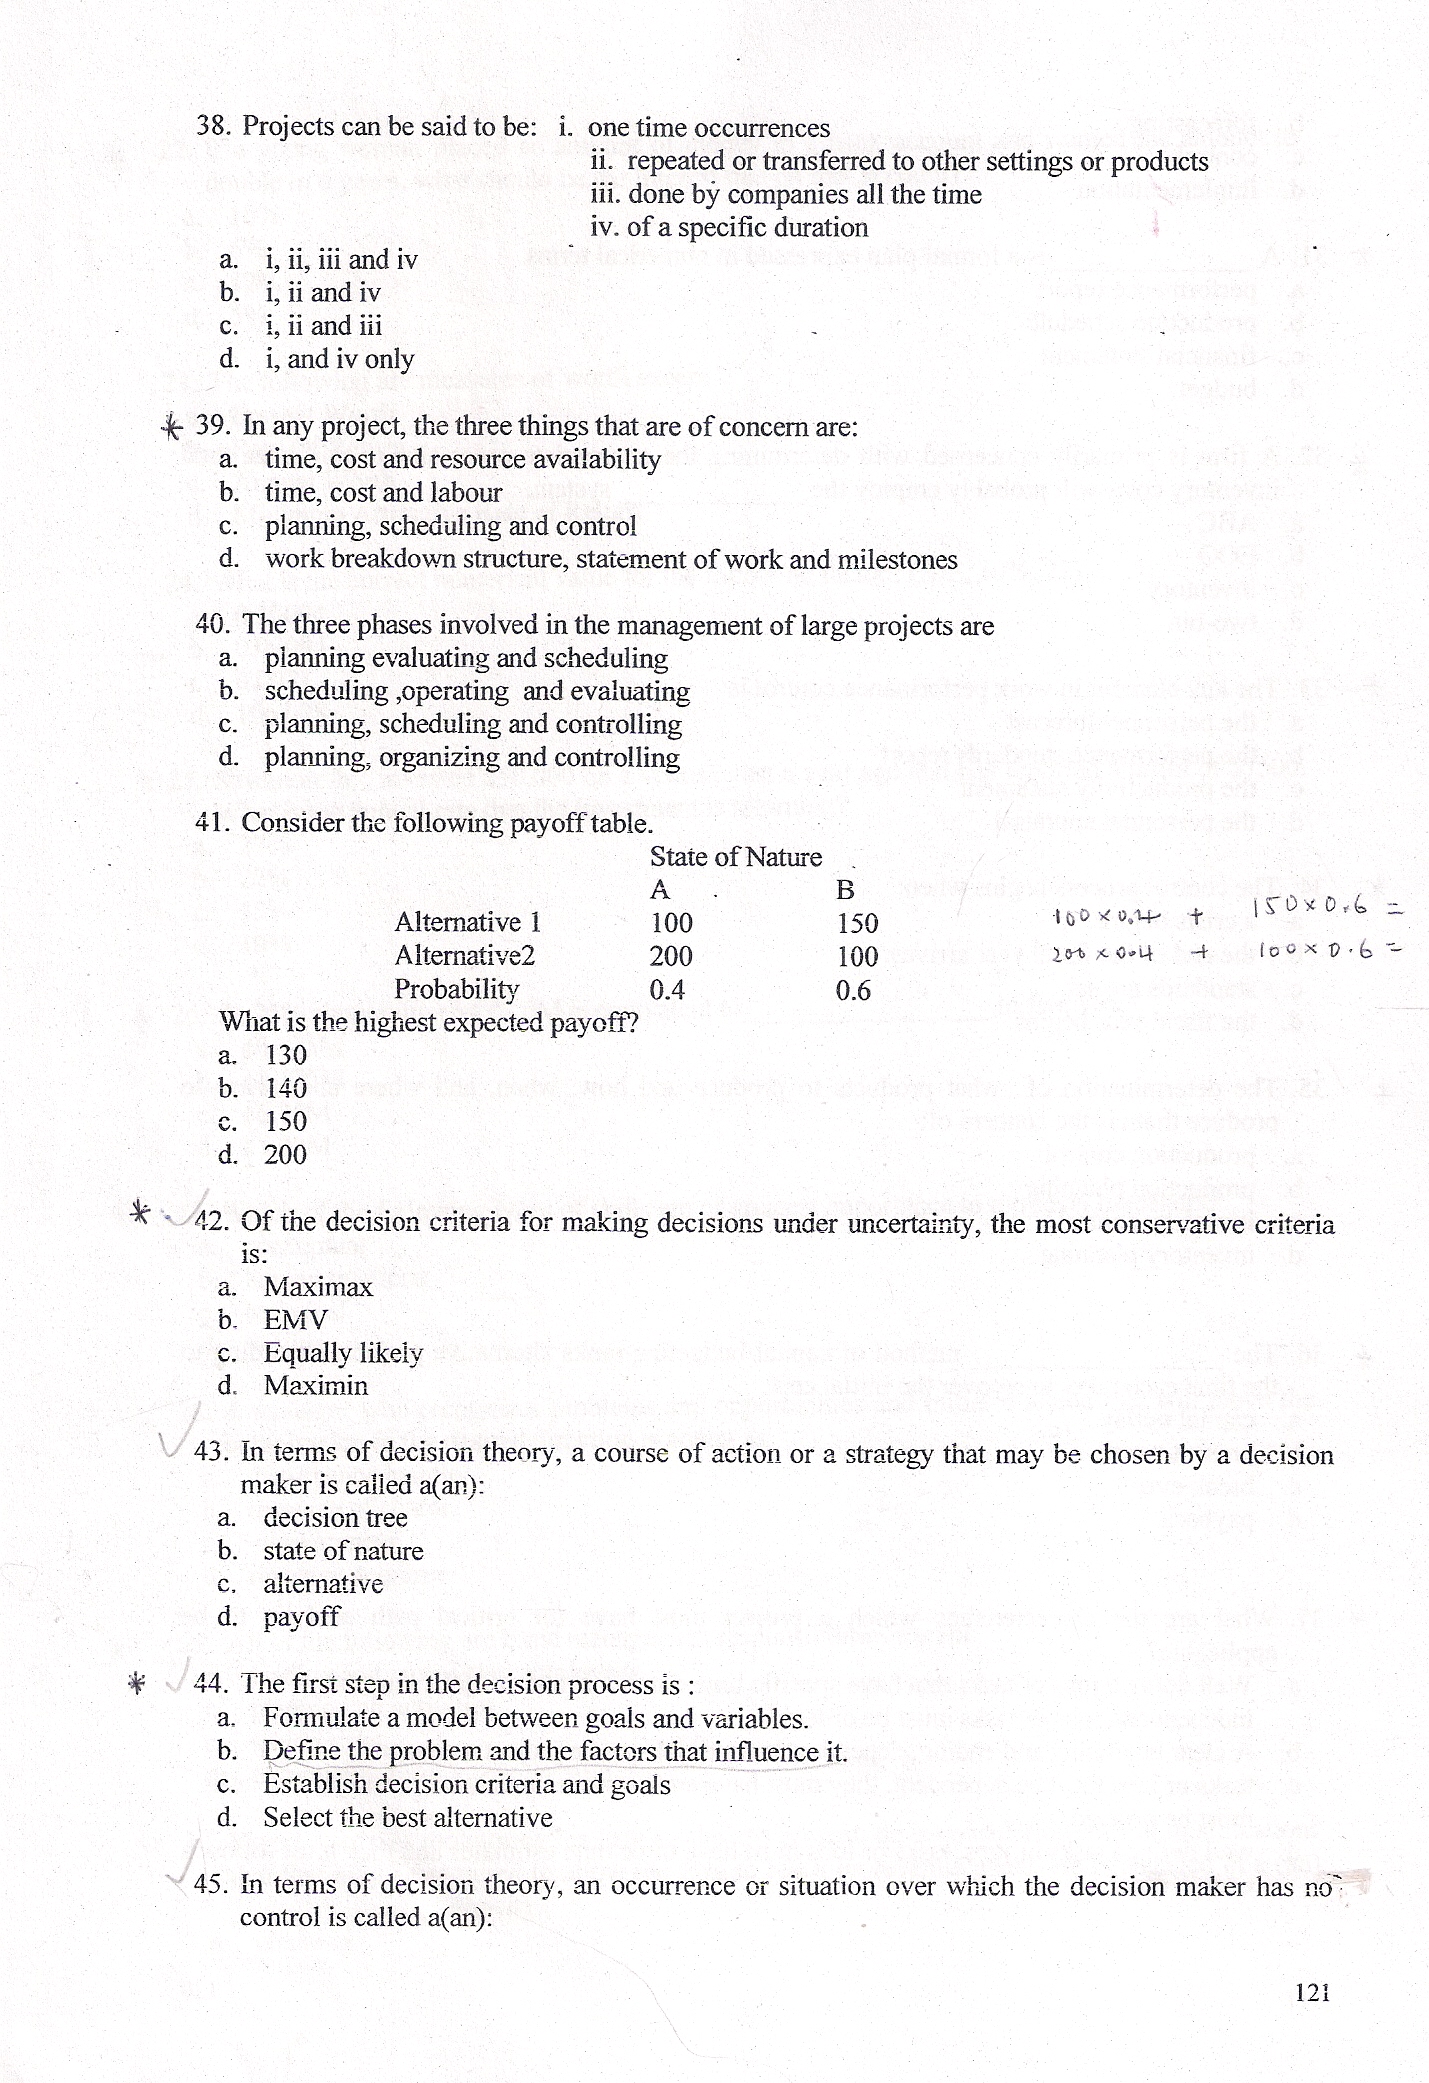 38. Projects can be said to be: i. one time occurrences
ii. repeated or transferred to other settings or products
iii. done by companies all the time
iv. of a specific duration
a. i, ii, iii and iv
b. i, ii and iv
c. i, ii and iii
d. i, and iv only
* 39. In any project, the three things that are of concern are:
a. time, cost and resource availability
b. time, cost and labour
c. planning, scheduling and control
d. work breakdown structure, statement of work and milestones
40. The three phases involved in the management of large projects are
a. planning evaluating and scheduling
b. scheduling ,operating and evaluating
c. planning, scheduling and controlling
d. planning, organizing and controlling
41. Consider the following payoff table.
State of Nature
A B
Alternative 1 100 150 100 x 0.4 + 150 x 0.6 =
Alternative2 200 100 200 x 0.4 + 100 x 0.6 =
Probability 0.4 0.6
What is the highest expected payoff?
a. 130
b. 140
c. 150
d. 200
* 42. Of the decision criteria for making decisions under uncertainty, the most conservative criteria
is:
a. Maximax
b. EMV
c. Equally likely
d. Maximin
43. In terms of decision theory, a course of action or a strategy that may be chosen by a decision
maker is called a(an):
a. decision tree
b. state of nature
c. alternative
d. payoff
* 44. The first step in the decision process is :
a. Formulate a model between goals and variables.
b. Define the problem and the factors that influence it.
c. Establish decision criteria and goals
d. Select the best alternative
45. In terms of decision theory, an occurrence or situation over which the decision maker has no
control is called a(an):
121